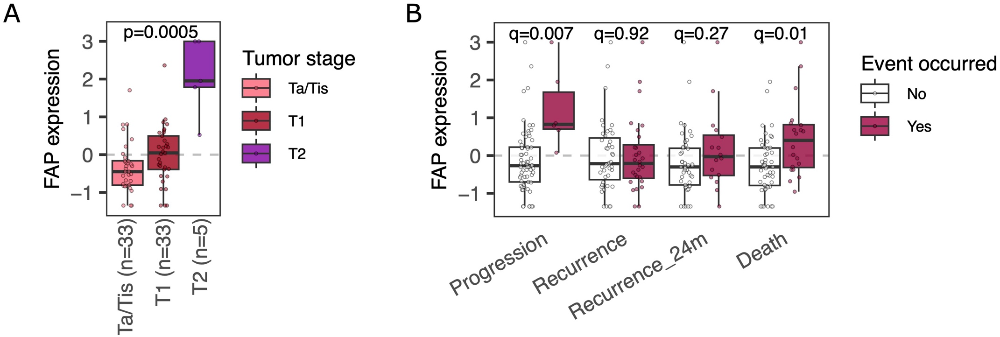 A
p=0.0005
FAP expression
3
2
1
0
−1
Ta/Tis (n=33)
T1 (n=33)
T2 (n=5)
Tumor stage
Ta/Tis
T1
T2
B
q=0.007 q=0.92 q=0.27 q=0.01
FAP expression
3
2
1
0
−1
Progression
Recurrence
Recurrence_24m
Death
Event occurred
No
Yes